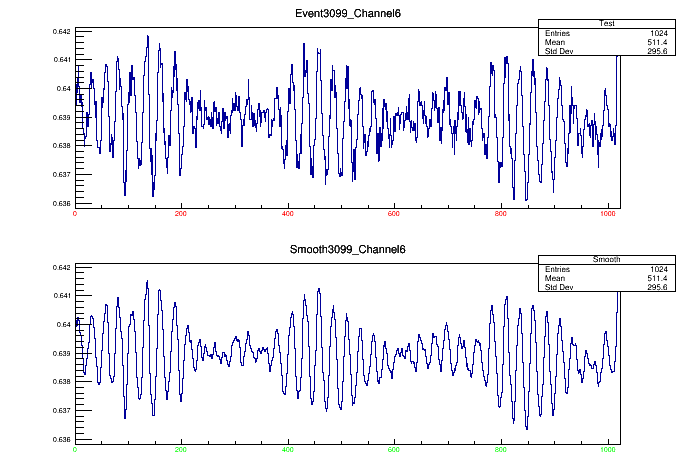 Event3099_Channel6
Test
Entries 1024
Mean 511.4
Std Dev 295.6
0.642
0.641
0.64
0.639
0.638
0.637
0.636
0 200 400 600 800 1000
Smooth3099_Channel6
Smooth
Entries 1024
Mean 511.4
Std Dev 295.6
0.642
0.641
0.64
0.639
0.638
0.637
0.636
0 200 400 600 800 1000